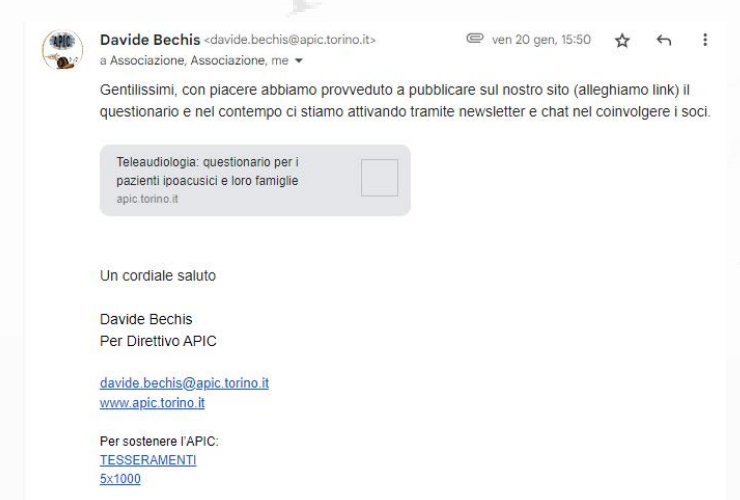 APIC
Davide Bechis <davide.bechis@apic.torino.it>
ven 20 gen, 15:50
a Associazione, Associazione, me
Gentilissimi, con piacere abbiamo provveduto a pubblicare sul nostro sito (alleghiamo link) il
questionario e nel contempo ci stiamo attivando tramite newsletter e chat nel coinvolgere i soci.
Teleaudiologia: questionario per i
pazienti ipoacusici e loro famiglie
apic.torino.it
Un cordiale saluto
Davide Bechis
Per Direttivo APIC
davide.bechis@apic.torino.it
www.apic.torino.it
Per sostenere l'APIC:
TESSERAMENTI
5x1000